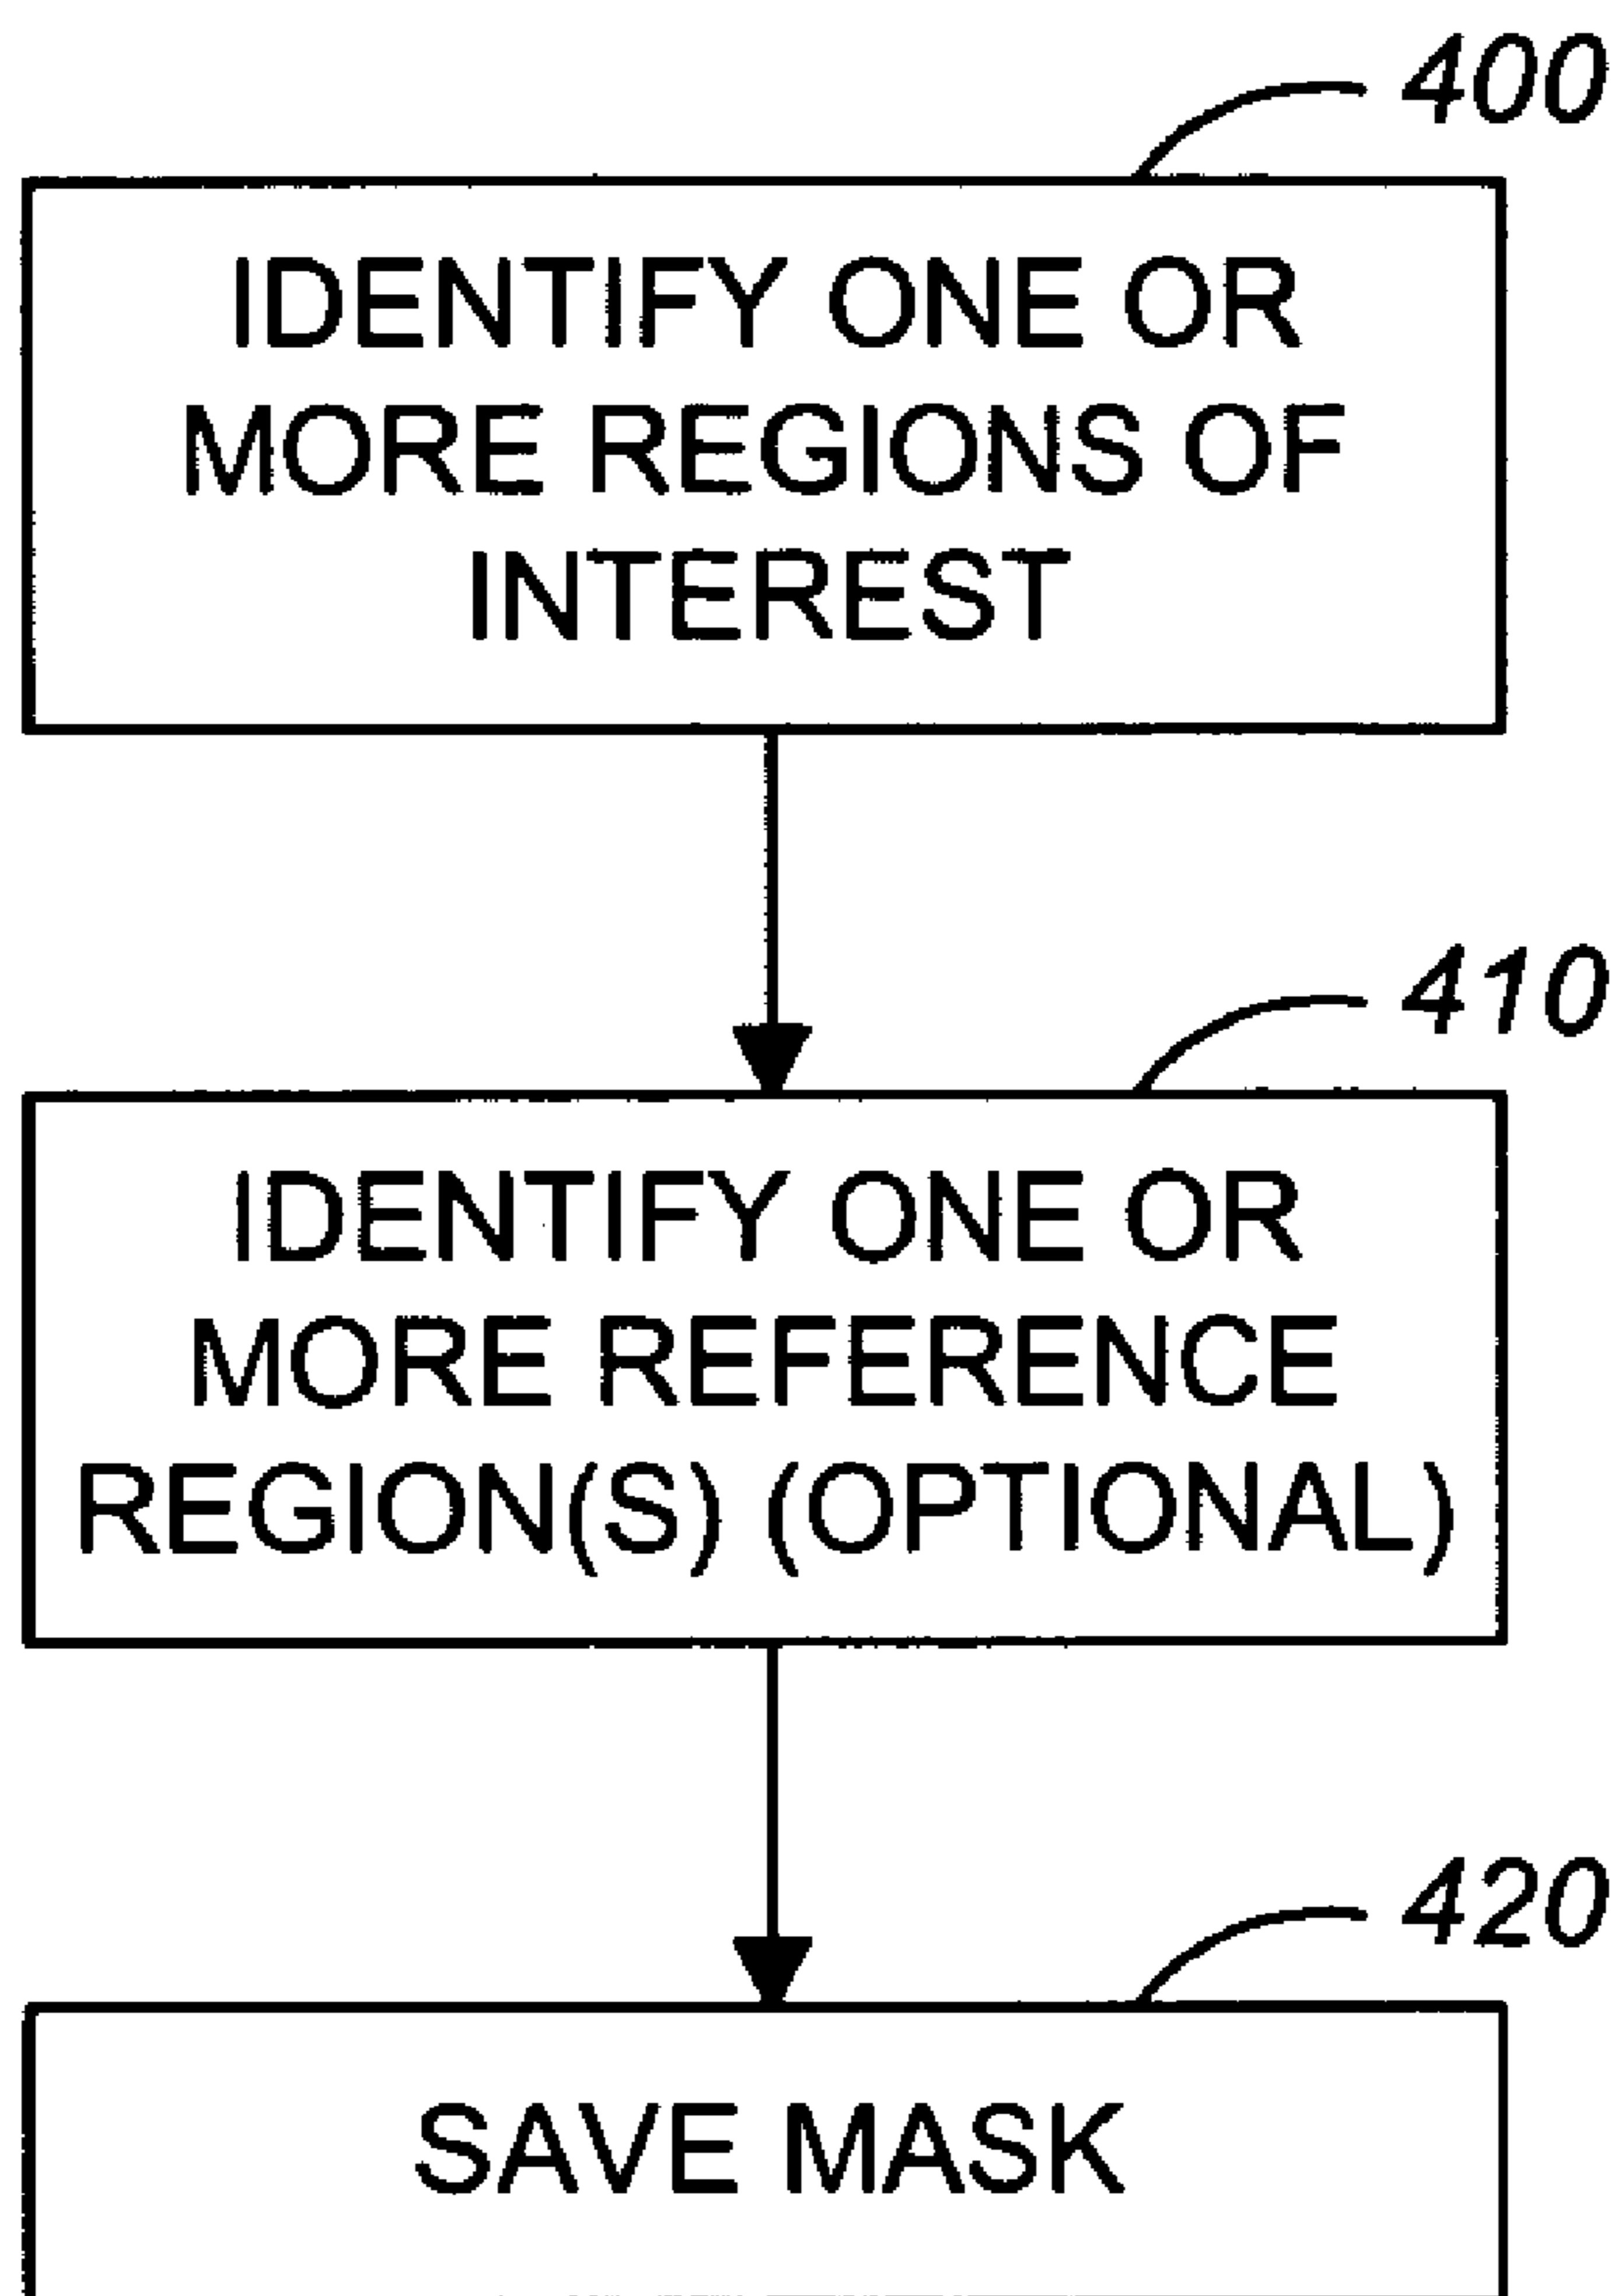 400
IDENTIFY ONE OR
MORE REGIONS OF
INTEREST
410
IDENTIFY ONE OR
MORE REFERENCE
REGION(S) (OPTIONAL)
420
SAVE MASK